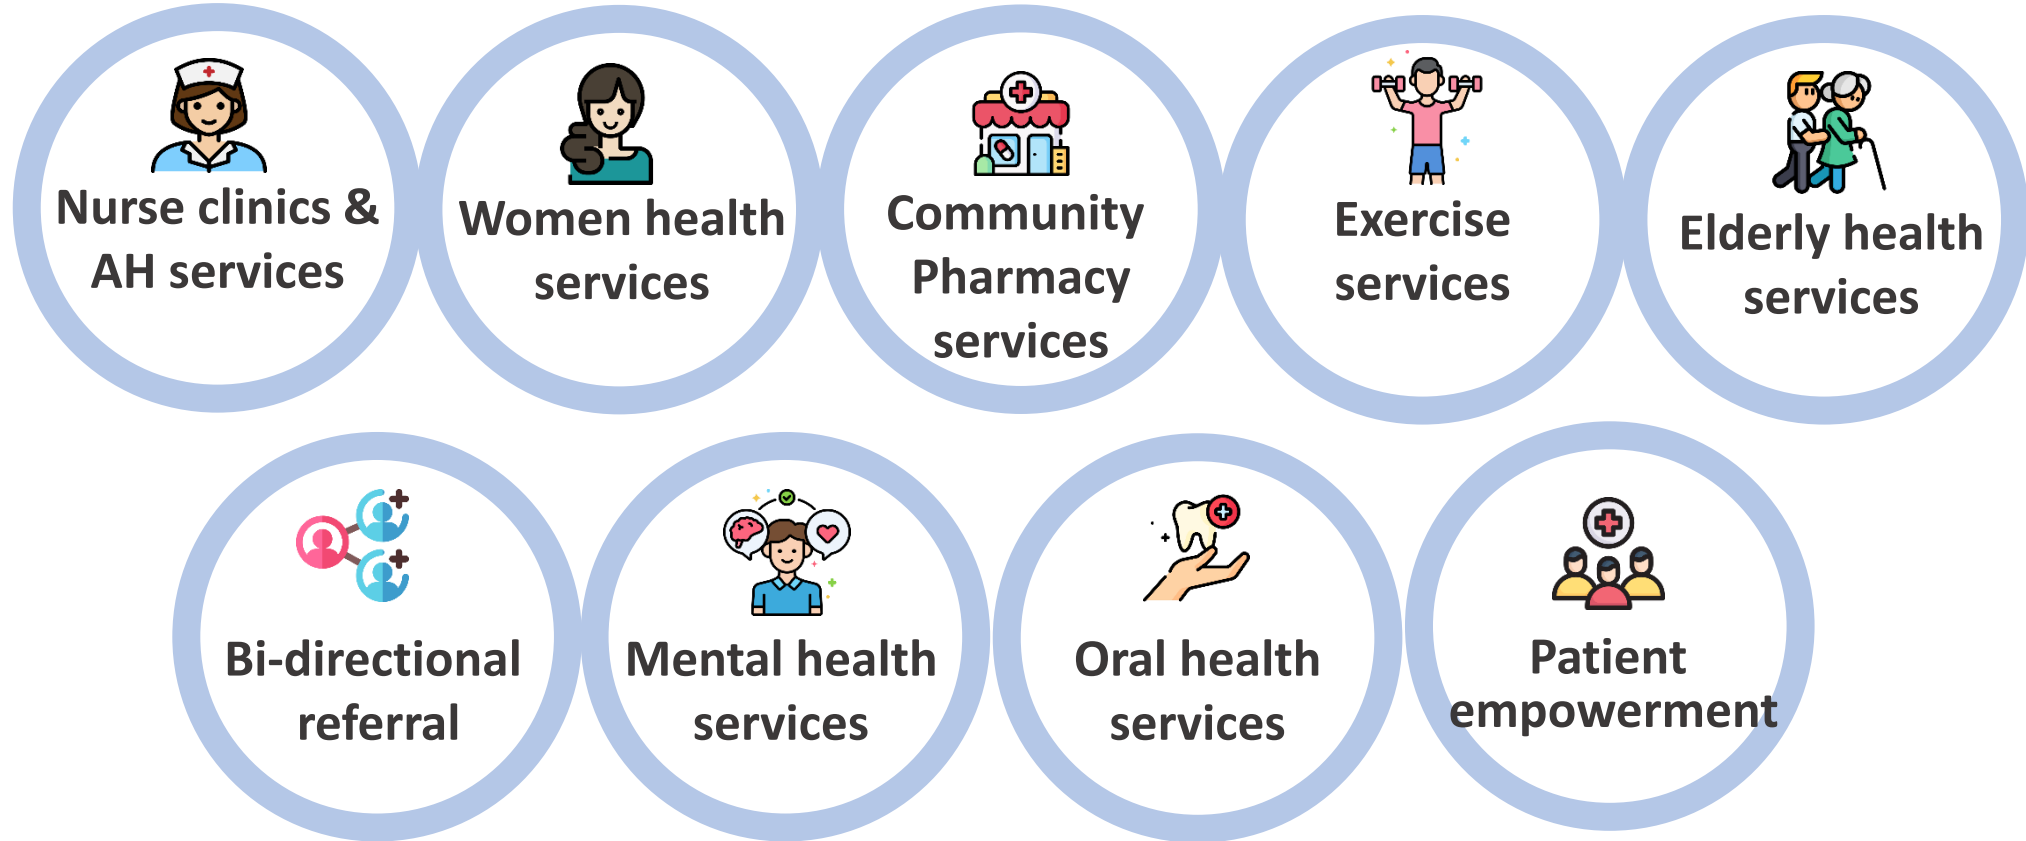 Nurse clinics &
AH services
Women health
services
Community
Pharmacy
services
Exercise
services
Elderly health
services
Bi-directional
referral
Mental health
services
Oral health
services
Patient
empowerment